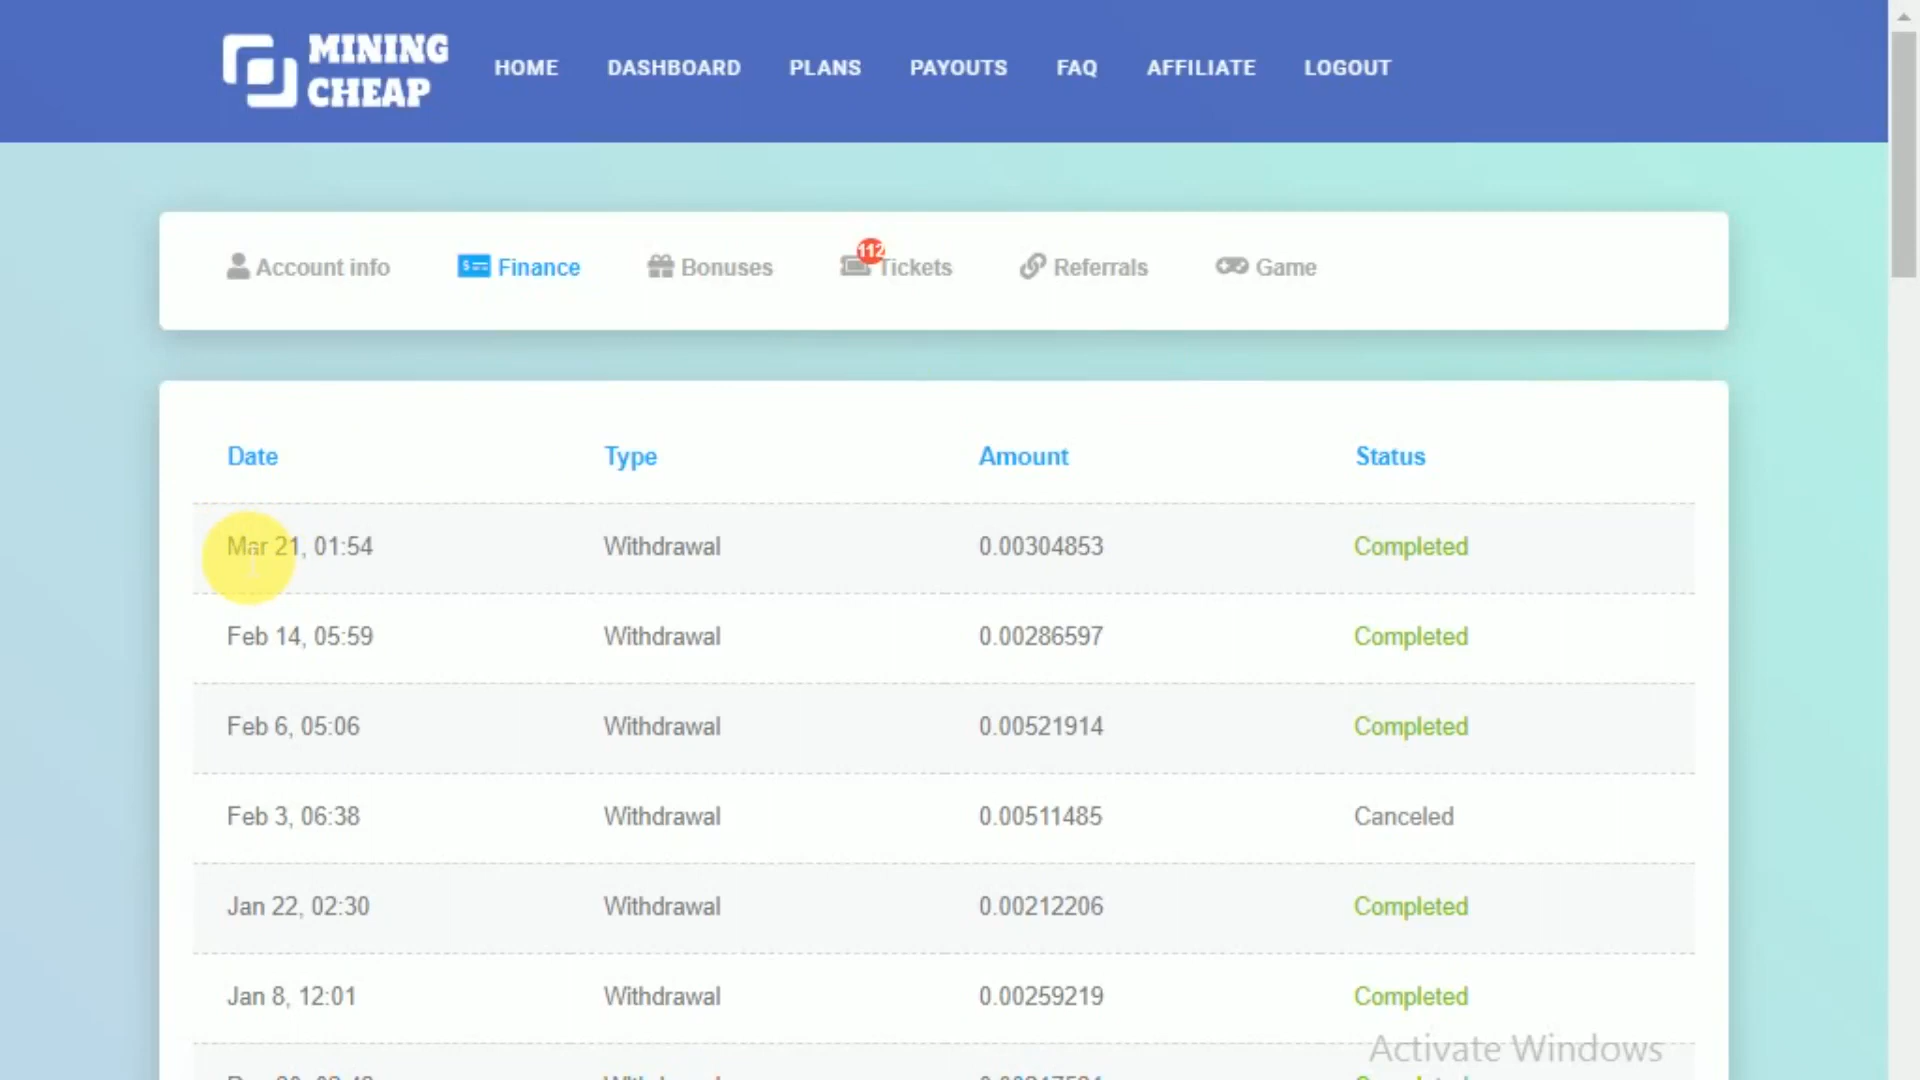 MINING
CHEAP
HOME DASHBOARD PLANS PAYOUTS FAQ AFFILIATE LOGOUT
Account info Finance Bonuses 112 Tickets Referrals Game
Date Type Amount Status
Mar 21, 01:54 Withdrawal 0.00304853 Completed
Feb 14, 05:59 Withdrawal 0.00286597 Completed
Feb 6, 05:06 Withdrawal 0.00521914 Completed
Feb 3, 06:38 Withdrawal 0.00511485 Canceled
Jan 22, 02:30 Withdrawal 0.00212206 Completed
Jan 8, 12:01 Withdrawal 0.00259219 Completed
Activate Windows